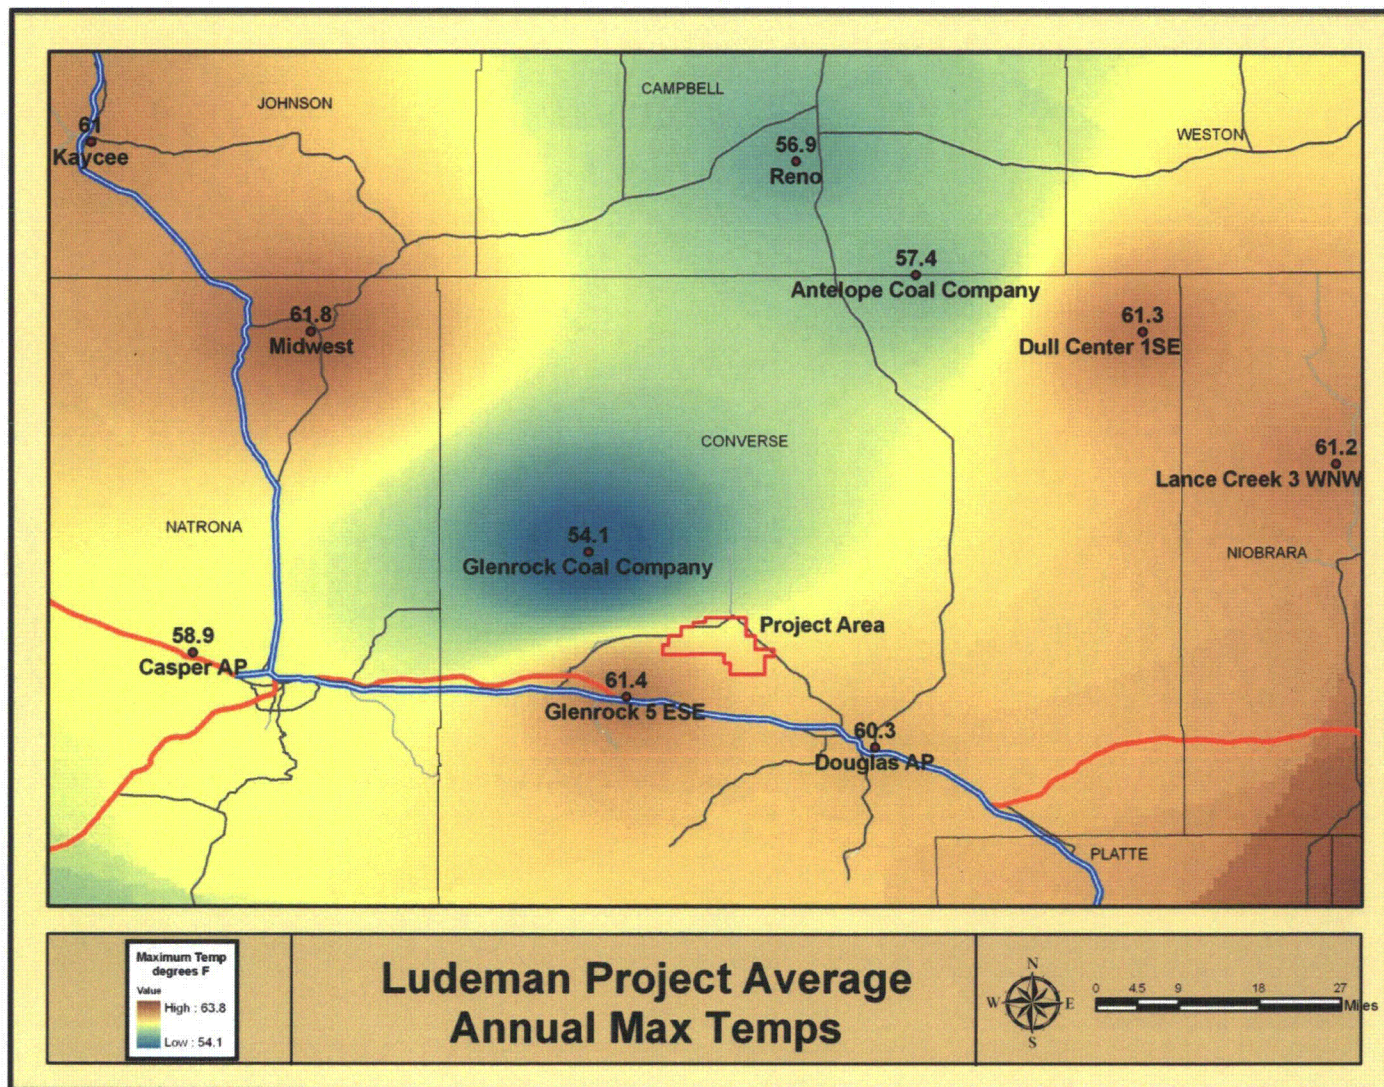 JOHNSON
CAMPBELL
WESTON
61
Kaycee
56.9
Reno
57.4
Antelope Coal Company
61.8
Midwest
61.3
Dull Center 1SE
CONVERSE
61.2
Lance Creek 3 WNW
NATRONA
54.1
Glenrock Coal Company
NIOBRARA
Project Area
58.9
Casper AP
61.4
Glenrock 5 ESE
60.3
Douglas AP
PLATTE
Maximum Temp
degrees F
Value
High : 63.8
Low : 54.1
Ludeman Project Average
Annual Max Temps
N
W E
S
0 4.5 9 18 27
Miles